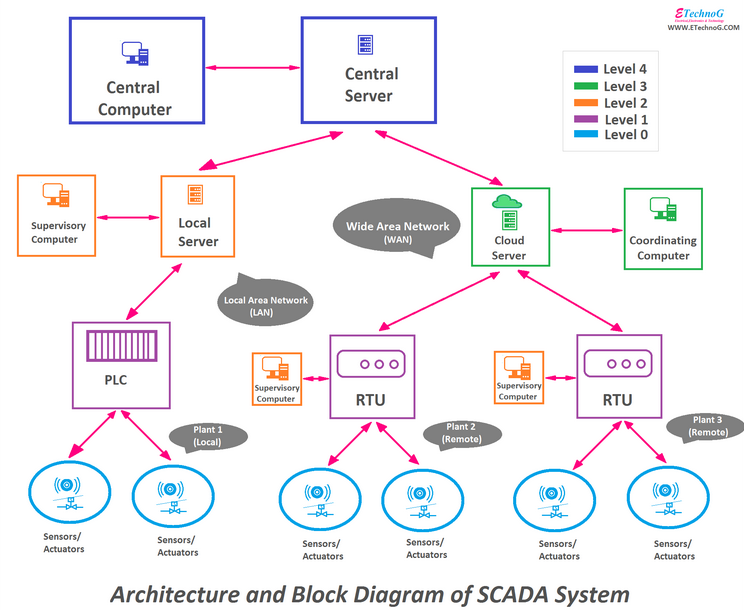 ETechnoG
Electrical, Electronics & Technology
WWW.ETechnoG.COM
Central
Computer
Central
Server
Level 4
Level 3
Level 2
Level 1
Level 0
Supervisory
Computer
Local
Server
Wide Area Network
(WAN)
Cloud
Server
Coordinating
Computer
Local Area Network
(LAN)
PLC
Supervisory
Computer
RTU
Supervisory
Computer
RTU
Plant 1
(Local)
Plant 2
(Remote)
Plant 3
(Remote)
Sensors/
Actuators
Sensors/
Actuators
Sensors/
Actuators
Sensors/
Actuators
Sensors/
Actuators
Sensors/
Actuators
Architecture and Block Diagram of SCADA System